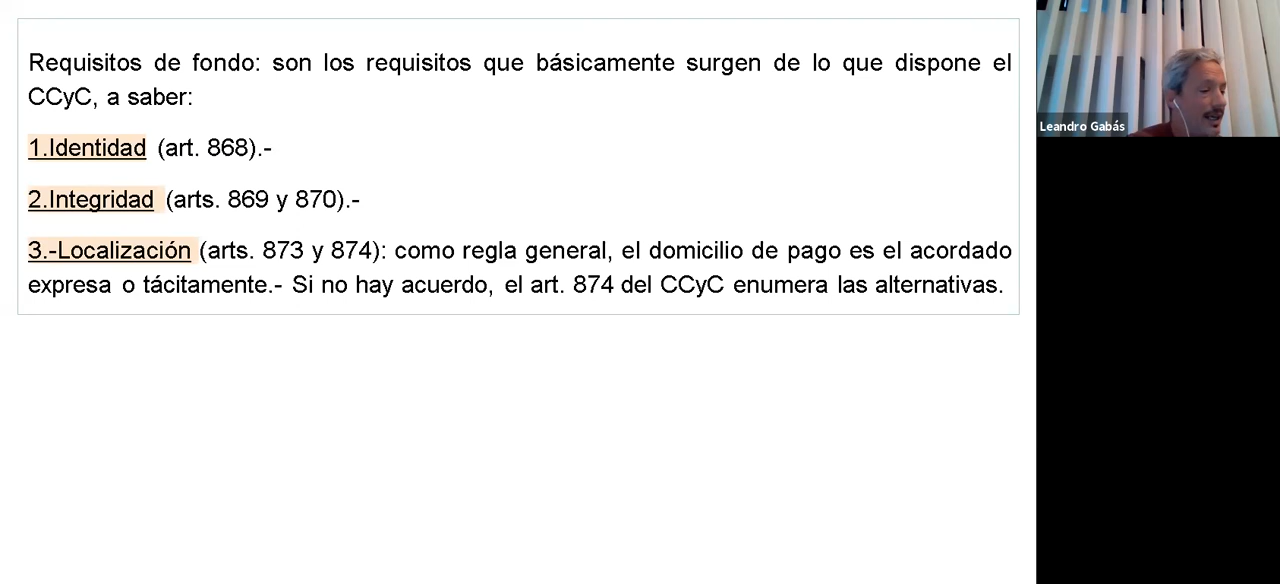 Requisitos de fondo: son los requisitos que básicamente surgen de lo que dispone el
CCyC, a saber:
1.Identidad (art. 868).-
2.Integridad (arts. 869 y 870).-
3.-Localización (arts. 873 y 874): como regla general, el domicilio de pago es el acordado
expresa o tácitamente.- Si no hay acuerdo, el art. 874 del CCyC enumera las alternativas.
Leandro Gabás